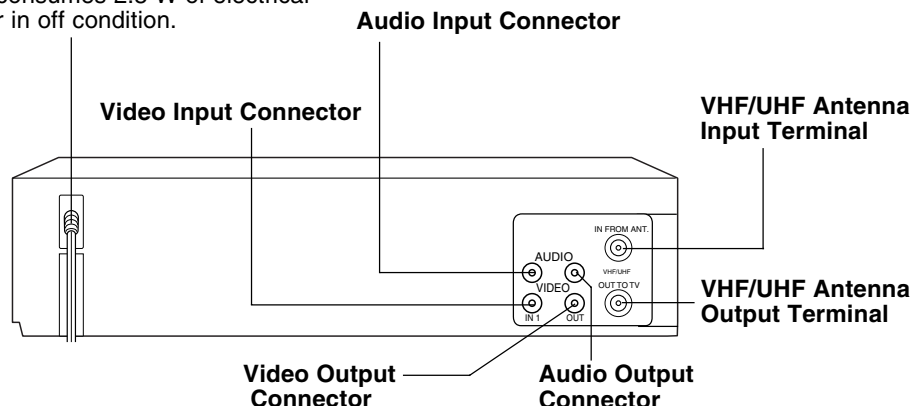 consumes 2.3 W of electrical
r in off condition.
Audio Input Connector
Video Input Connector
VHF/UHF Antenna
Input Terminal
IN FROM ANT.
AUDIO
VHF/UHF
VIDEO
OUT TO TV
IN 1
OUT
VHF/UHF Antenna
Output Terminal
Video Output
Connector
Audio Output
Connector